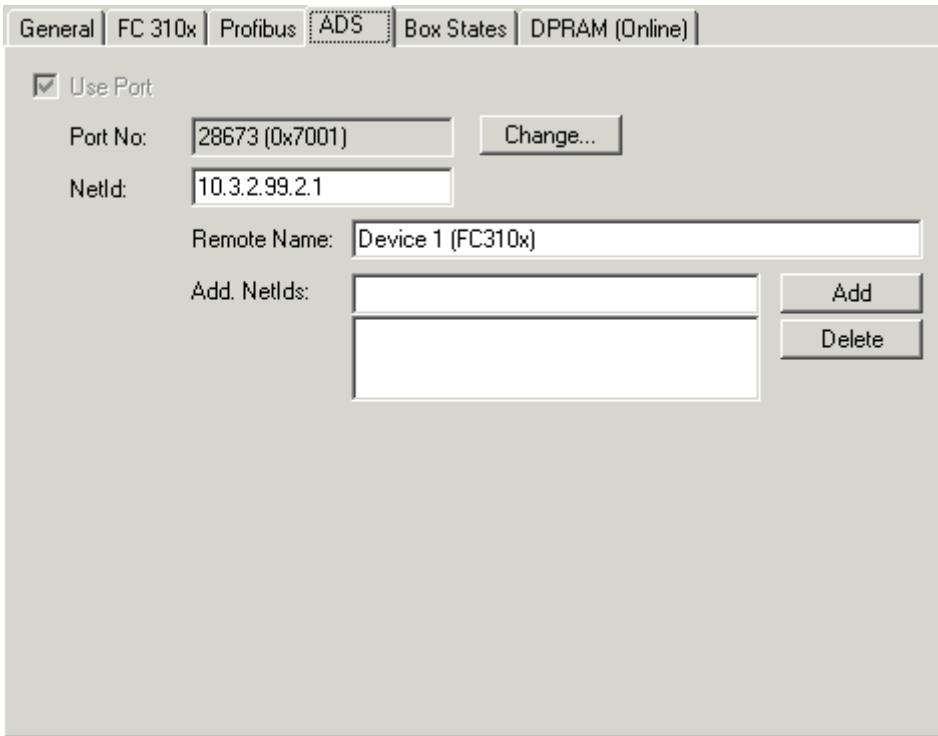 General FC 310x Profibus ADS Box States DPRAM (Online)
Use Port
Port No: 28673 (0x7001) Change...
NetId: 10.3.2.99.2.1
Remote Name: Device 1 (FC310x)
Add. NetIds: Add
Delete